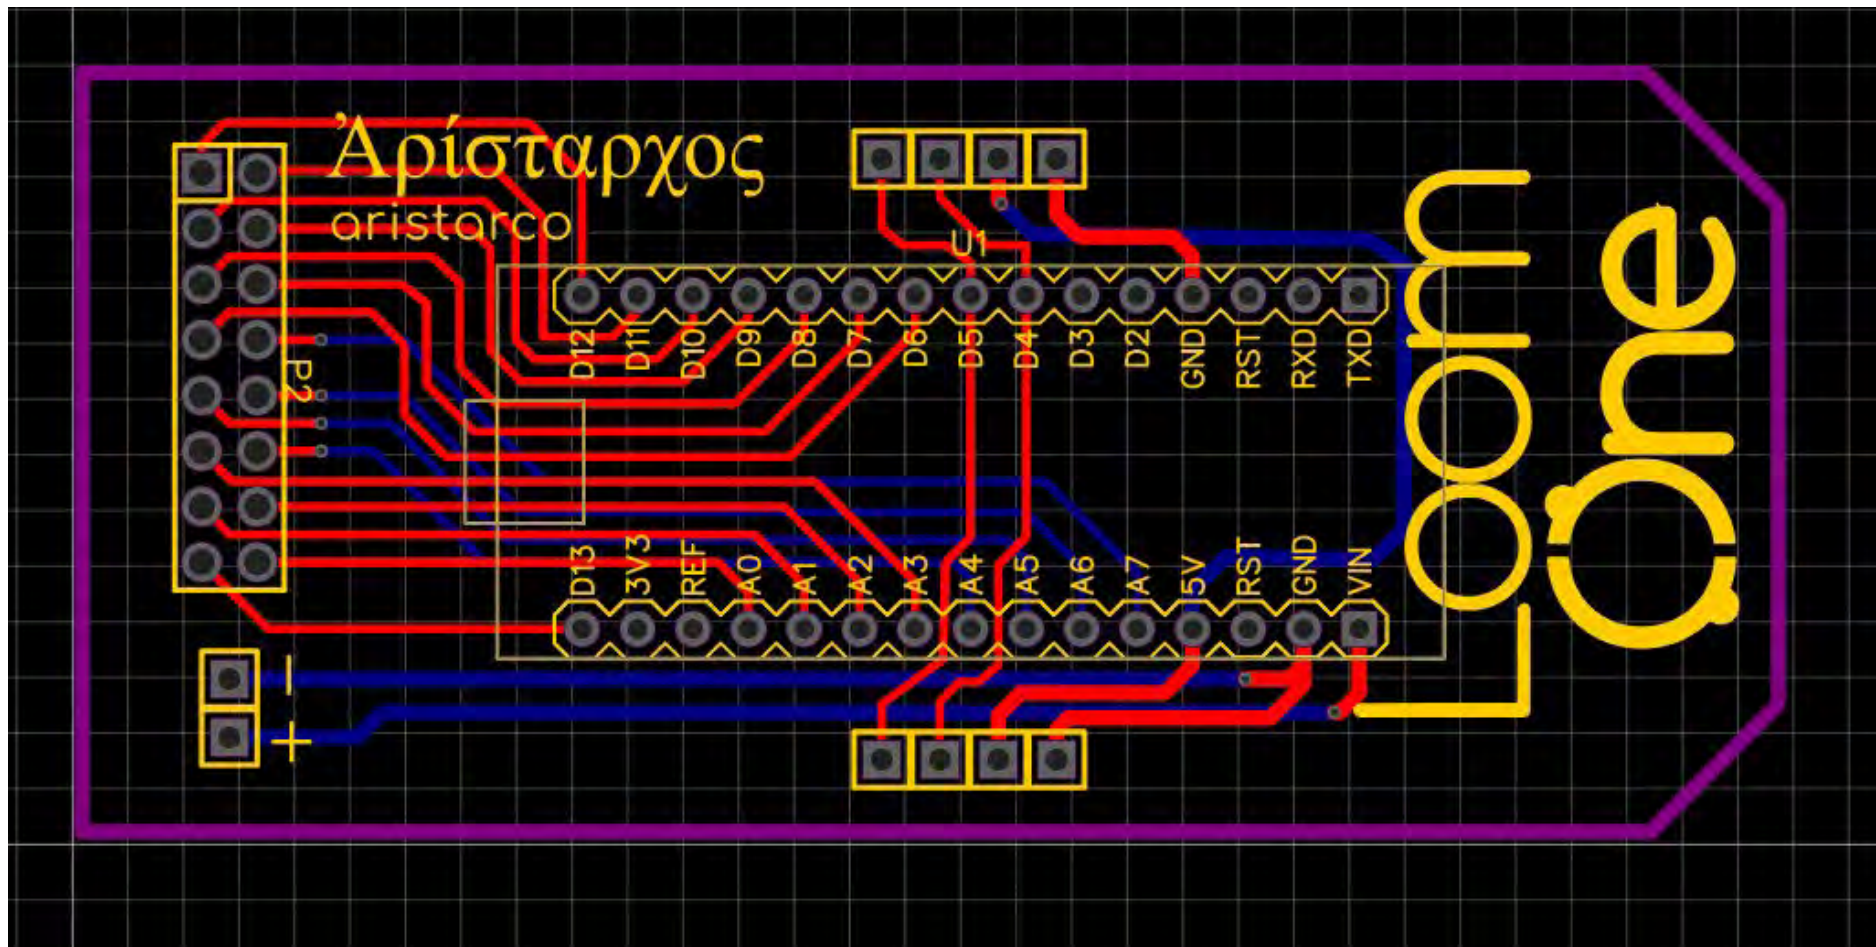 Ἀρίσταρχος
aristarco
U1
D12 D11 D10 D9 D8 D7 D6 D5 D4 D3 D2 GND RST RXD TXD
P2
D13 3V3 REF A0 A1 A2 A3 A4 A5 A6 A7 5V RST GND VIN
−
+
One